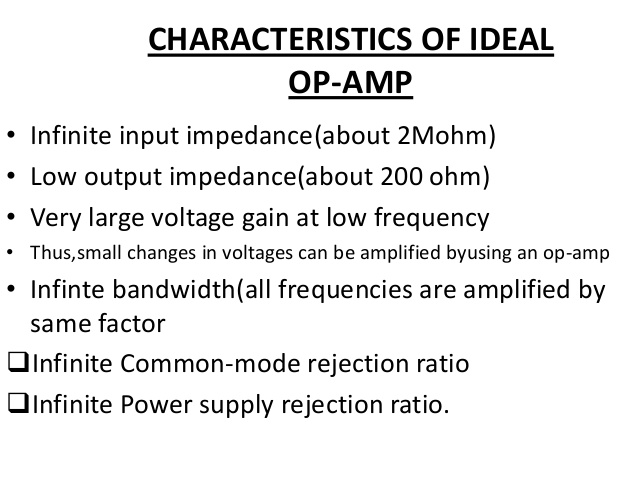 CHARACTERISTICS OF IDEAL
OP-AMP
• Infinite input impedance(about 2Mohm)
• Low output impedance(about 200 ohm)
• Very large voltage gain at low frequency
• Thus,small changes in voltages can be amplified byusing an op-amp
• Infinte bandwidth(all frequencies are amplified by
same factor
❑Infinite Common-mode rejection ratio
❑Infinite Power supply rejection ratio.